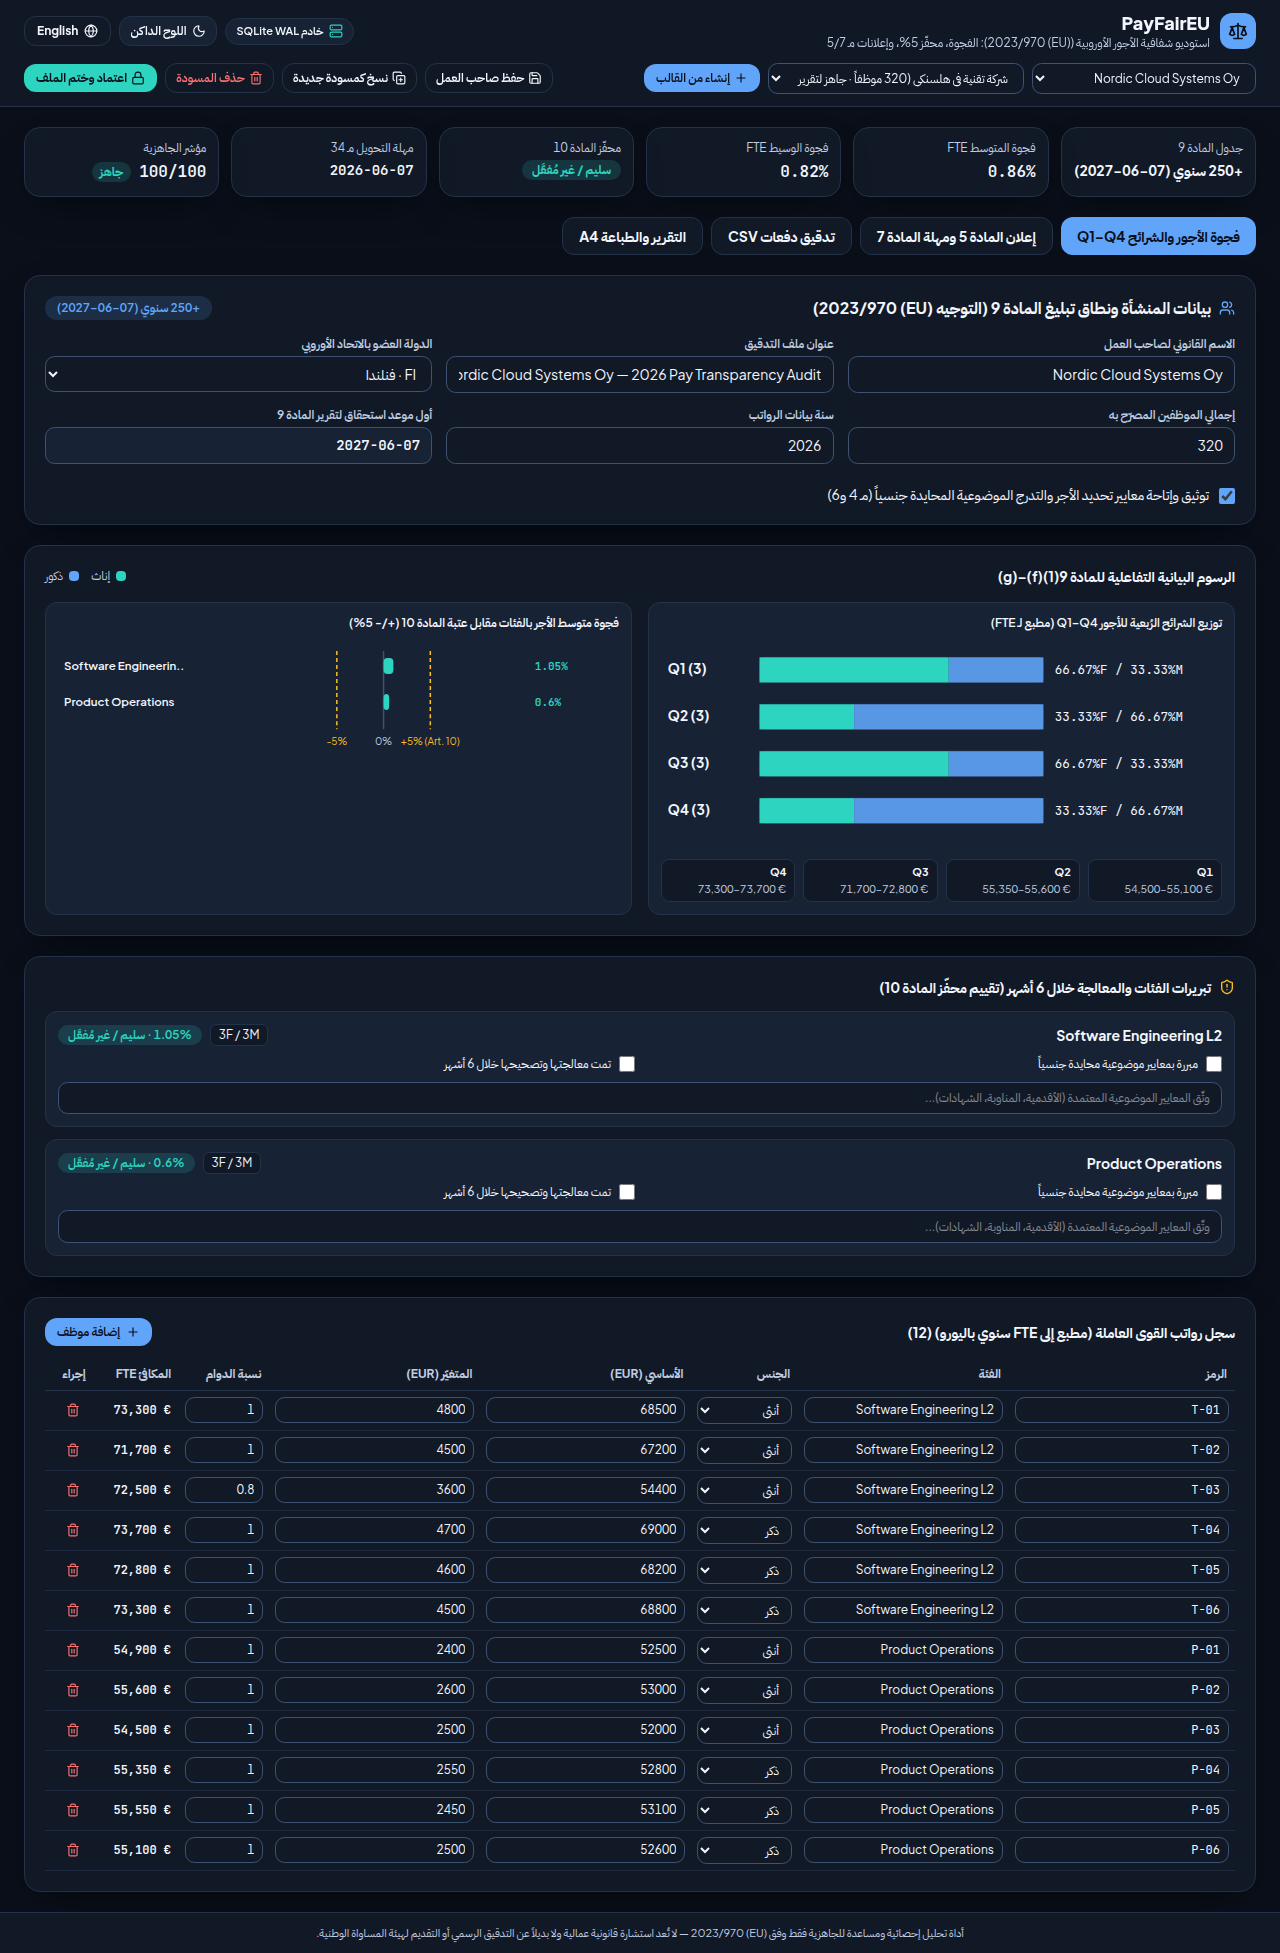 PayFairEU
استوديو شفافية الأجور الأوروبية ((EU) 2023/970): الفجوة، محفّز 5%، وإعلانات مـ 5/7
خادم SQLite WAL
اللوح الداكن
English
Nordic Cloud Systems Oy
شركة تقنية في هلسنكي (320 موظفاً · جاهز لتقرير
إنشاء من القالب
حفظ صاحب العمل
نسخ كمسودة جديدة
حذف المسودة
اعتماد وختم الملف
جدول المادة 9
+250 سنوي (2027-06-07)
فجوة المتوسط FTE
0.86%
فجوة الوسيط FTE
0.82%
محفّز المادة 10
سليم / غير مُفعّل
مهلة التحويل مـ 34
2026-06-07
مؤشر الجاهزية
100/100
جاهز
فجوة الأجور والشرائح Q1-Q4
إعلان المادة 5 ومهلة المادة 7
تدقيق دفعات CSV
التقرير والطباعة A4
بيانات المنشأة ونطاق تبليغ المادة 9 (التوجيه (EU) 2023/970)
+250 سنوي (2027-06-07)
الاسم القانوني لصاحب العمل
عنوان ملف التدقيق
الدولة العضو بالاتحاد الأوروبي
Nordic Cloud Systems Oy
ordic Cloud Systems Oy — 2026 Pay Transparency Audit
FI · فنلندا
إجمالي الموظفين المصرّح به
سنة بيانات الرواتب
أول موعد استحقاق لتقرير المادة 9
320
2026
2027-06-07
توثيق وإتاحة معايير تحديد الأجر والتدرج الموضوعية المحايدة جنسياً (مـ 4 و6)
الرسوم البيانية التفاعلية للمادة 9(1)(f)–(g)
إناث
ذكور
توزيع الشرائح الرُبعية للأجور Q1-Q4 (مطبع لـ FTE)
Q1 (3) 66.67%F / 33.33%M
Q2 (3) 33.33%F / 66.67%M
Q3 (3) 66.67%F / 33.33%M
Q4 (3) 33.33%F / 66.67%M
Q1
54,500–55,100 €
Q2
55,350–55,600 €
Q3
71,700–72,800 €
Q4
73,300–73,700 €
فجوة متوسط الأجر بالفئات مقابل عتبة المادة 10 (+/- 5%)
Software Engineerin.. 1.05%
Product Operations 0.6%
-5% 0% +5% (Art. 10)
تبريرات الفئات والمعالجة خلال 6 أشهر (تقييم محفّز المادة 10)
Software Engineering L2
3F / 3M
1.05% · سليم / غير مُفعّل
مبررة بمعايير موضوعية محايدة جنسياً
تمت معالجتها وتصحيحها خلال 6 أشهر
وثّق المعايير الموضوعية المعتمدة (الأقدمية، المناوبة، الشهادات)...
Product Operations
3F / 3M
0.6% · سليم / غير مُفعّل
مبررة بمعايير موضوعية محايدة جنسياً
تمت معالجتها وتصحيحها خلال 6 أشهر
وثّق المعايير الموضوعية المعتمدة (الأقدمية، المناوبة، الشهادات)...
سجل رواتب القوى العاملة (مطبع إلى FTE سنوي باليورو) (12)
إضافة موظف
الرمز الفئة الجنس الأساسي (EUR) المتغيّر (EUR) نسبة الدوام المكافئ FTE إجراء
T-01 Software Engineering L2 أنثى 68500 4800 1 73,300 €
T-02 Software Engineering L2 أنثى 67200 4500 1 71,700 €
T-03 Software Engineering L2 أنثى 54400 3600 0.8 72,500 €
T-04 Software Engineering L2 ذكر 69000 4700 1 73,700 €
T-05 Software Engineering L2 ذكر 68200 4600 1 72,800 €
T-06 Software Engineering L2 ذكر 68800 4500 1 73,300 €
P-01 Product Operations أنثى 52500 2400 1 54,900 €
P-02 Product Operations أنثى 53000 2600 1 55,600 €
P-03 Product Operations أنثى 52000 2500 1 54,500 €
P-04 Product Operations ذكر 52800 2550 1 55,350 €
P-05 Product Operations ذكر 53100 2450 1 55,550 €
P-06 Product Operations ذكر 52600 2500 1 55,100 €
أداة تحليل إحصائية ومساعدة للجاهزية فقط وفق (EU) 2023/970 — لا تُعد استشارة قانونية عمالية ولا بديلاً عن التدقيق الرسمي أو التقديم لهيئة المساواة الوطنية.